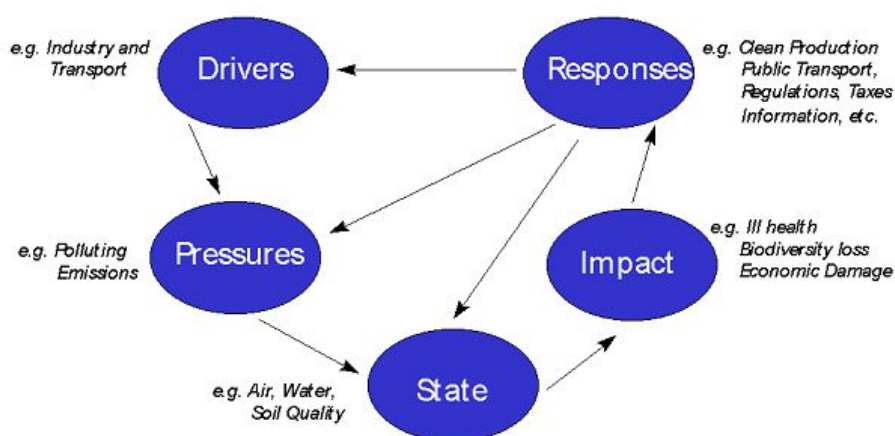 e.g. Industry and
Transport
Drivers
Responses
e.g. Clean Production
Public Transport,
Regulations, Taxes
Information, etc.
e.g. Polluting
Emissions
Pressures
Impact
e.g. Ill health
Biodiversity loss
Economic Damage
e.g. Air, Water,
Soil Quality
State